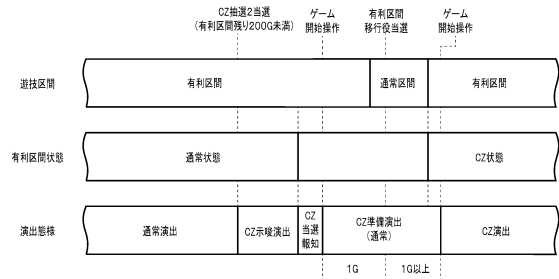 CZ抽選2当選
(有利区間残り200G未満)
ゲーム
開始操作
有利区間
移行役当選
ゲーム
開始操作
遊技区間
有利区間
通常区間
有利区間
有利区間状態
通常状態
CZ状態
演出態様
通常演出
CZ示唆演出
CZ
当選
報知
CZ準備演出
(通常)
CZ演出
1G
1G以上